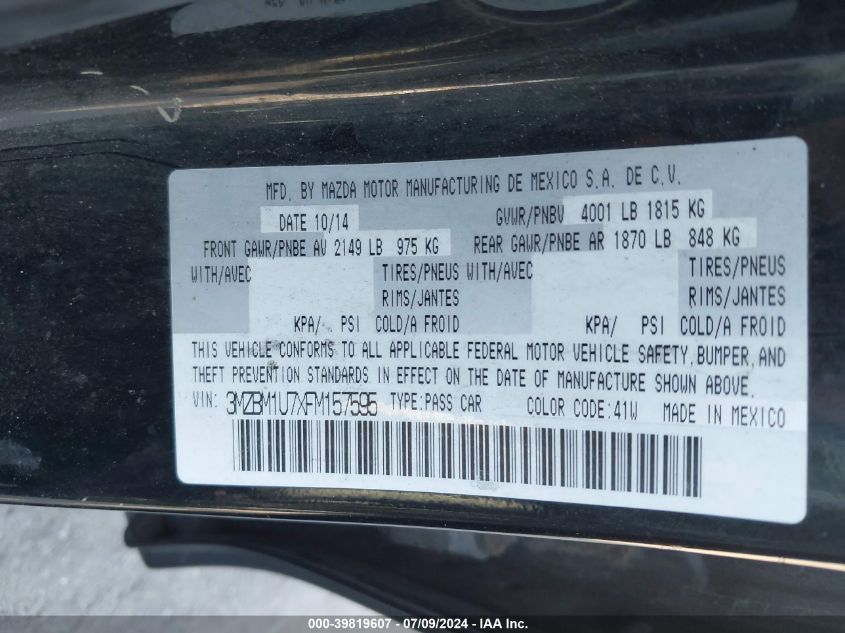 MFD. BY MAZDA MOTOR MANUFACTURING DE MEXICO S.A. DE C.V.
DATE 10/14 GVWR/PNBV 4001 LB 1815 KG
FRONT GAWR/PNBE AV 2149 LB 975 KG REAR GAWR/PNBE AR 1870 LB 848 KG
WITH/AVEC TIRES/PNEUS WITH/AVEC TIRES/PNEUS
RIMS/JANTES RIMS/JANTES
KPA/ PSI COLD/A FROID KPA/ PSI COLD/A FROID
THIS VEHICLE CONFORMS TO ALL APPLICABLE FEDERAL MOTOR VEHICLE SAFETY, BUMPER, AND
THEFT PREVENTION STANDARDS IN EFFECT ON THE DATE OF MANUFACTURE SHOWN ABOVE.
VIN: 3MZBM1U7XFM157595 TYPE:PASS CAR COLOR CODE:41W MADE IN MEXICO
000-39819607 - 07/09/2024 - IAA Inc.